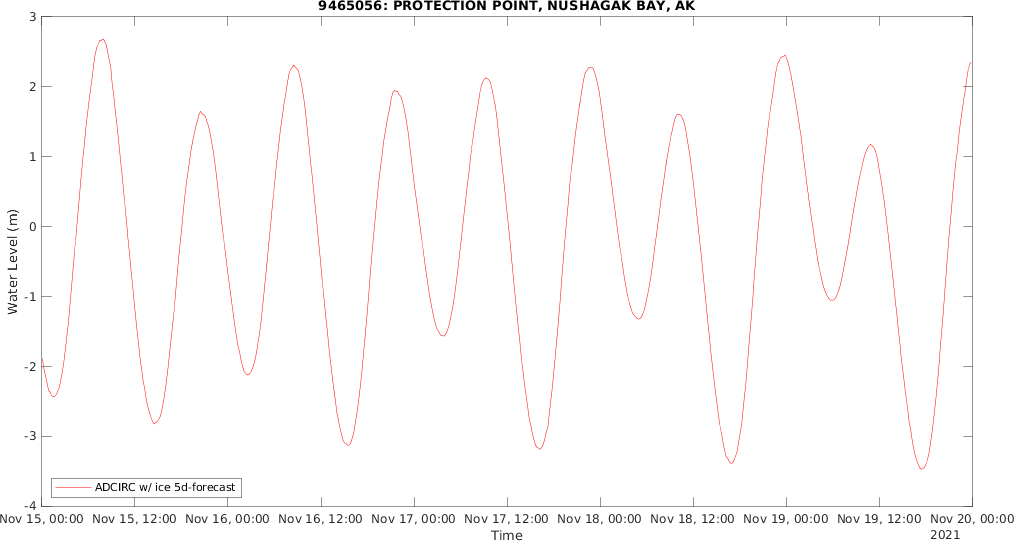 9465056: PROTECTION POINT, NUSHAGAK BAY, AK
3
2
1
0
-1
-2
-3
-4
Water Level (m)
ADCIRC w/ ice 5d-forecast
Nov 15, 00:00 Nov 15, 12:00 Nov 16, 00:00 Nov 16, 12:00 Nov 17, 00:00 Nov 17, 12:00 Nov 18, 00:00 Nov 18, 12:00 Nov 19, 00:00 Nov 19, 12:00 Nov 20, 00:00
Time
2021